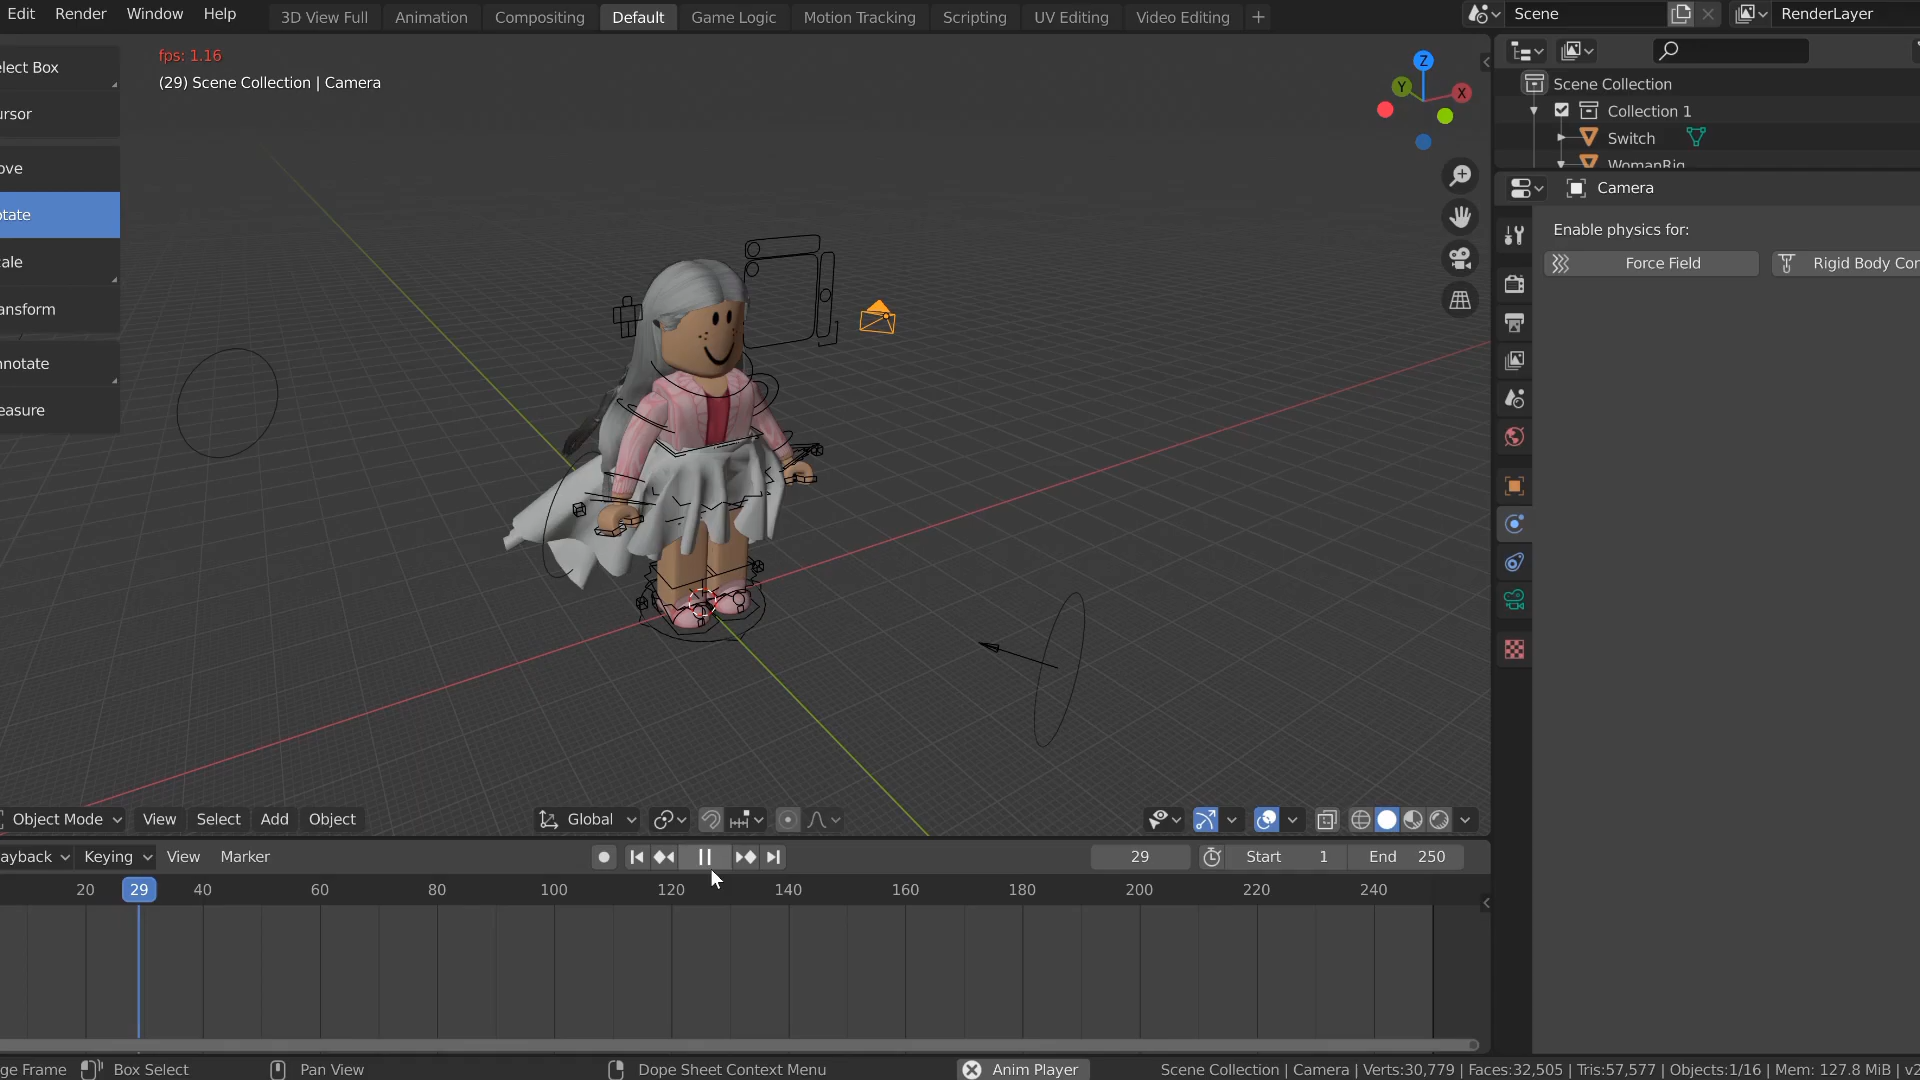 Edit Render Window Help 3D View Full Animation Compositing Default Game Logic Motion Tracking Scripting UV Editing Video Editing + Scene RenderLayer
fps: 1.16
(29) Scene Collection | Camera
elect Box
ursor
ove
otate
cale
ansform
nnotate
easure
Z
Y
X
Scene Collection
Collection 1
Switch
WomanRig
Camera
Enable physics for:
Force Field Rigid Body Con
Object Mode View Select Add Object Global
ayback Keying View Marker 29 Start 1 End 250
20 29 40 60 80 100 120 140 160 180 200 220 240
ge Frame Box Select Pan View Dope Sheet Context Menu Anim Player Scene Collection | Camera | Verts:30,779 | Faces:32,505 | Tris:57,577 | Objects:1/16 | Mem: 127.8 MiB | v2